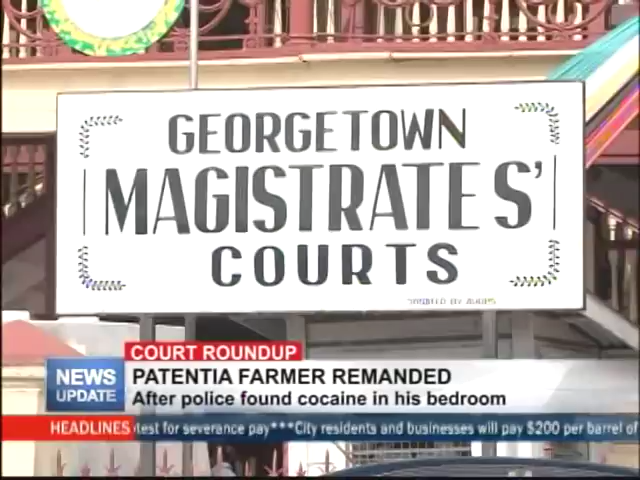 GEORGETOWN
MAGISTRATES'
COURTS
COURT ROUNDUP
NEWS
UPDATE
PATENTIA FARMER REMANDED
After police found cocaine in his bedroom
HEADLINES
test for severance pay***City residents and businesses will pay $200 per barrel of